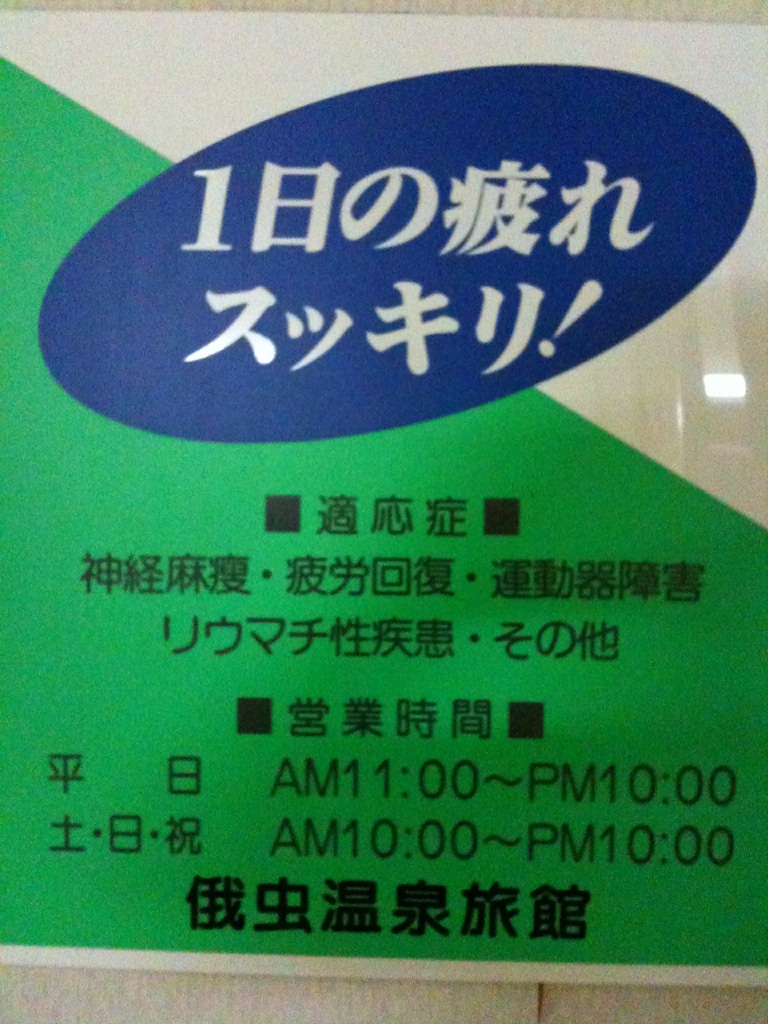 1日の疲れ
スッキリ!
■適応症■
神経麻痩・疲労回復・運動器障害
リウマチ性疾患・その他
■営業時間■
平日 AM11:00～PM10:00
土・日・祝 AM10:00～PM10:00
俄虫温泉旅館